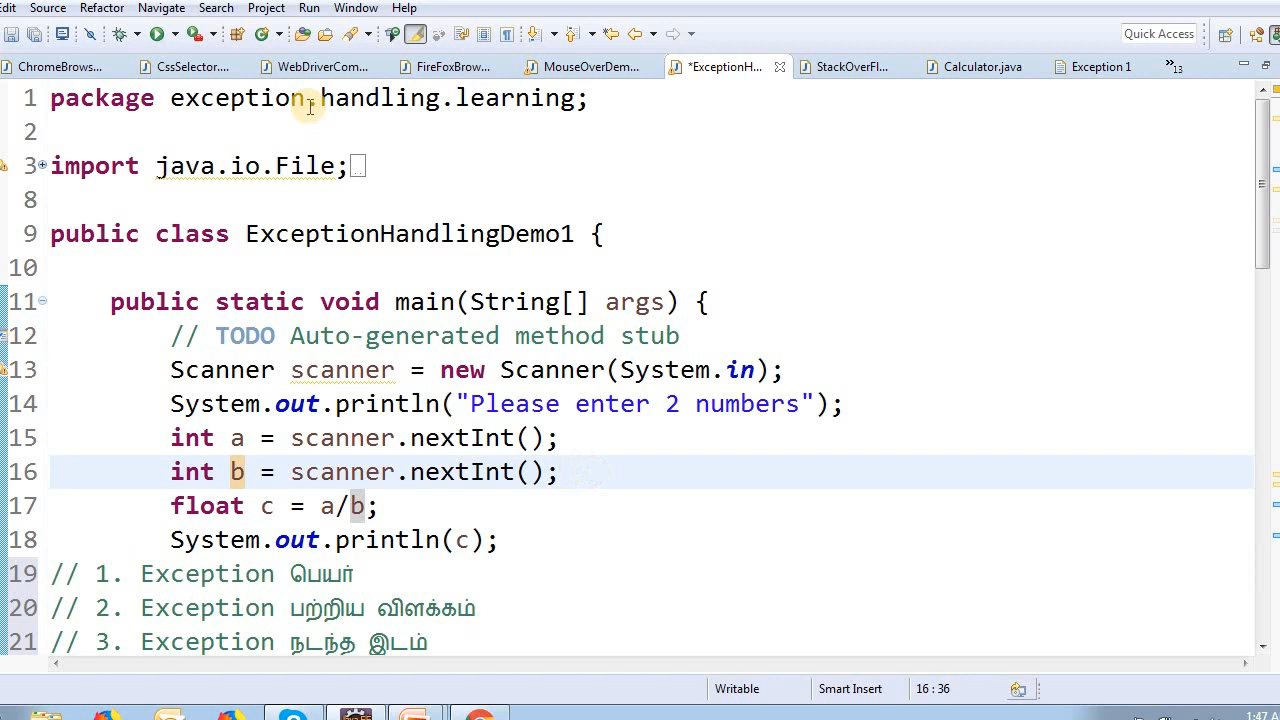 Edit Source Refactor Navigate Search Project Run Window Help
Quick Access
ChromeBrows... CssSelector.... WebDriverCom... FireFoxBrow... MouseOverDem... *ExceptionH... StackOverFl... Calculator.java Exception 1 »13
1 package exception.handling.learning;
2
3 import java.io.File;
8
9 public class ExceptionHandlingDemo1 {
10
11 public static void main(String[] args) {
12 // TODO Auto-generated method stub
13 Scanner scanner = new Scanner(System.in);
14 System.out.println("Please enter 2 numbers");
15 int a = scanner.nextInt();
16 int b = scanner.nextInt();
17 float c = a/b;
18 System.out.println(c);
19 // 1. Exception பெயர்
20 // 2. Exception பற்றிய விளக்கம்
21 // 3. Exception நடந்த இடம்
Writable Smart Insert 16 : 36